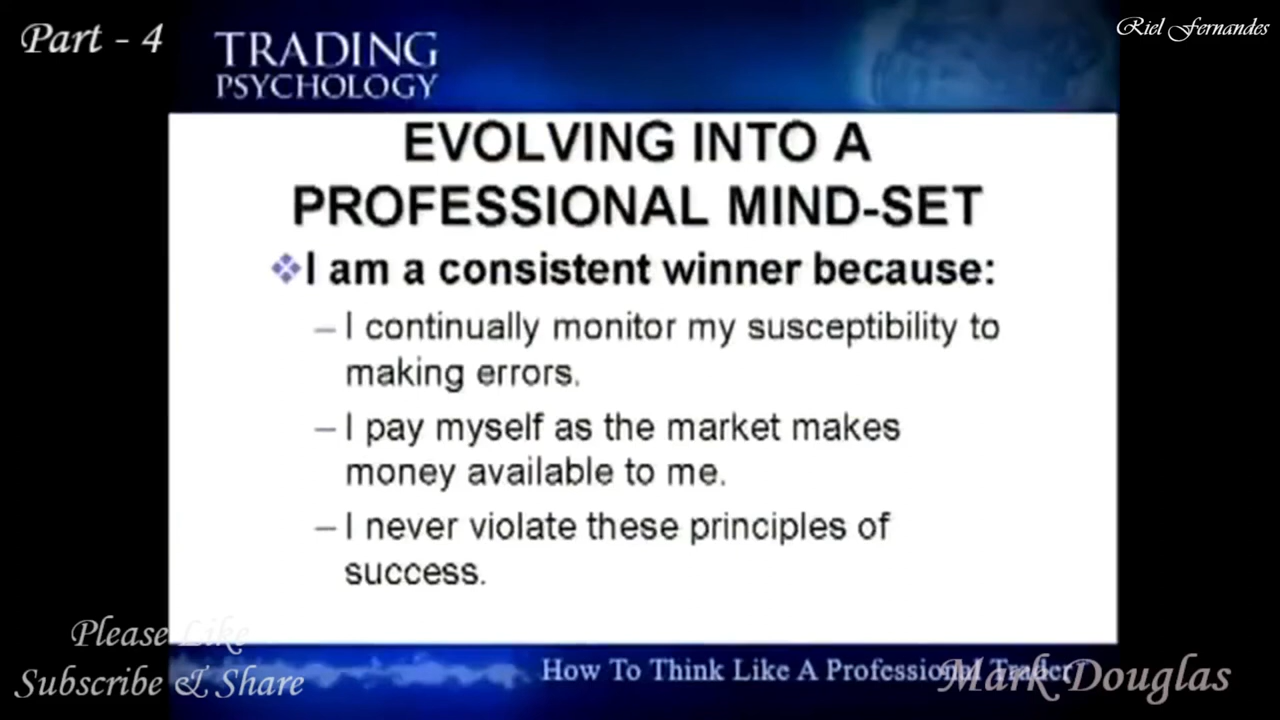 Part - 4
TRADING
PSYCHOLOGY
Riel Fernandes
EVOLVING INTO A
PROFESSIONAL MIND-SET
I am a consistent winner because:
– I continually monitor my susceptibility to
making errors.
– I pay myself as the market makes
money available to me.
– I never violate these principles of
success.
Please Like
Subscribe & Share
How To Think Like A Professional Trader
Mark Douglas